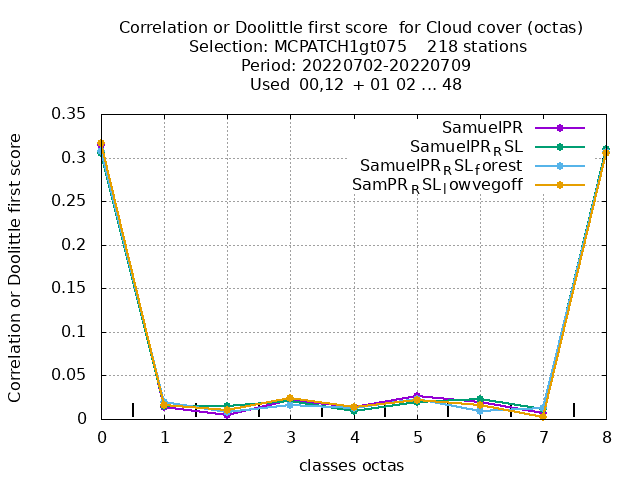 Correlation or Doolittle first score  for Cloud cover (octas)
Selection: MCPATCH1gt075    218 stations
Period: 20220702-20220709
Used  00,12  + 01 02 ... 48
Correlation or Doolittle first score
0.35
0.3
0.25
0.2
0.15
0.1
0.05
0
SamuelPR
SamuelPR_RSL
SamuelPR_RSL_forest
SamPR_RSL_lowvegoff
0 1 2 3 4 5 6 7 8
classes octas